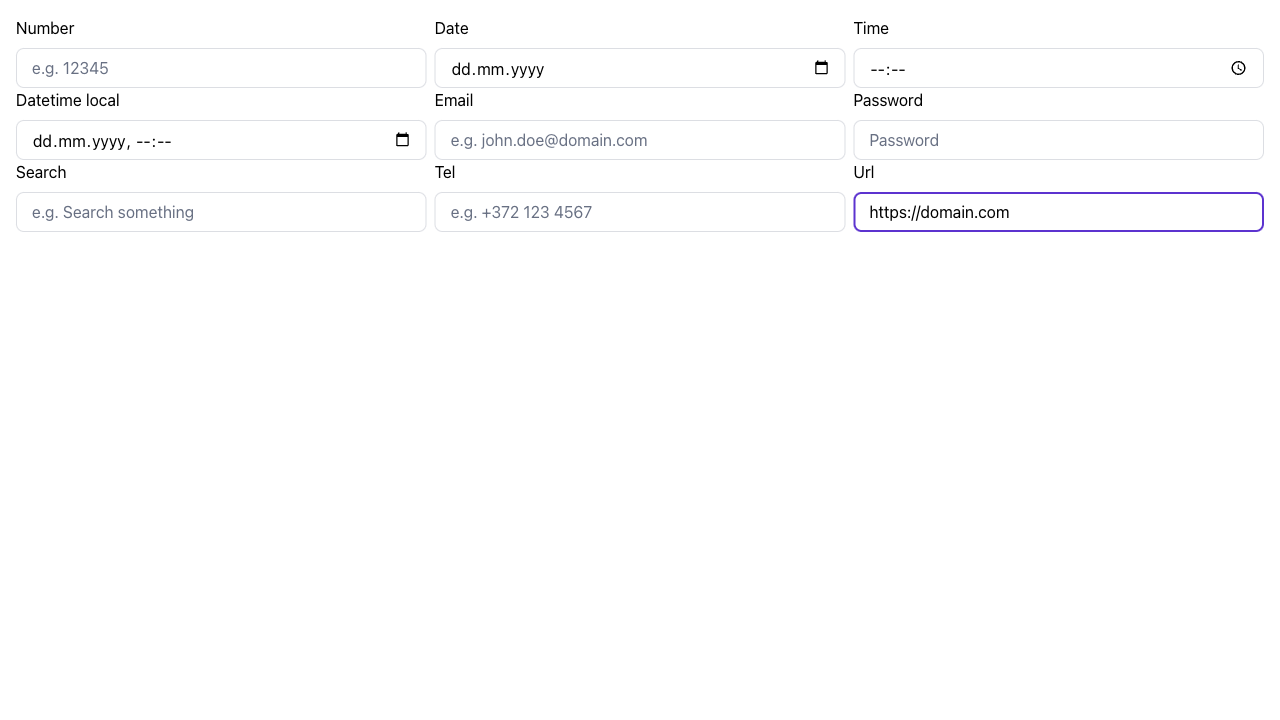 Number Date Time
e.g. 12345 dd.mm.yyyy --:--
Datetime local Email Password
dd.mm.yyyy, --:-- e.g. john.doe@domain.com Password
Search Tel Url
e.g. Search something e.g. +372 123 4567 https://domain.com